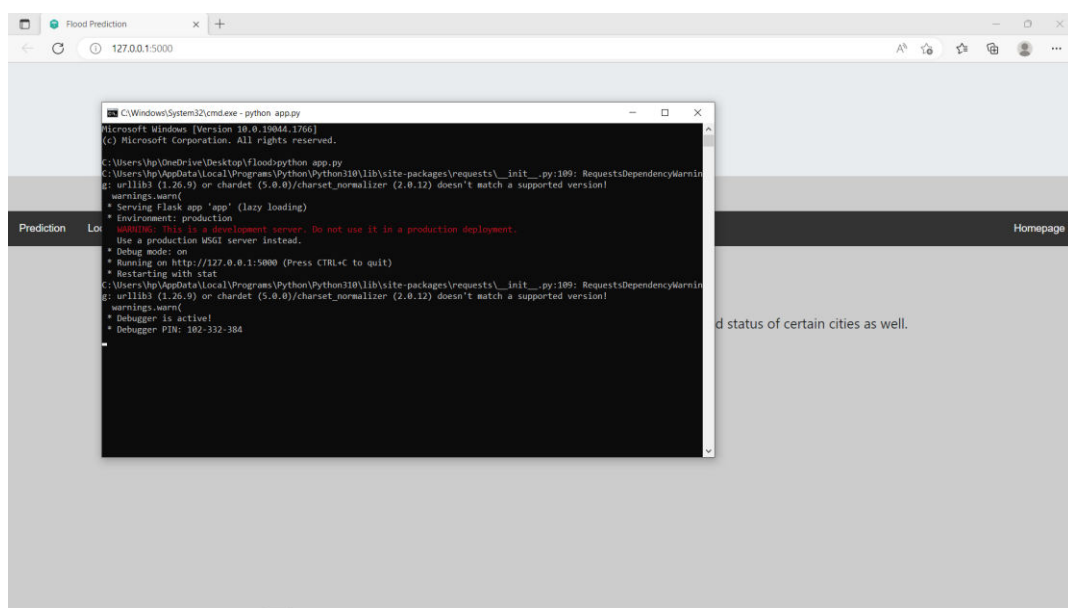 Flood Prediction
127.0.0.1:5000
C:\Windows\System32\cmd.exe - python app.py
Microsoft Windows [Version 10.0.19044.1766]
(c) Microsoft Corporation. All rights reserved.
C:\Users\hp\OneDrive\Desktop\flood>python app.py
C:\Users\hp\AppData\Local\Programs\Python\Python310\lib\site-packages\requests\__init__.py:109: RequestsDependencyWarnin
g: urllib3 (1.26.9) or chardet (5.0.0)/charset_normalizer (2.0.12) doesn't match a supported version!
warnings.warn(
* Serving Flask app 'app' (lazy loading)
* Environment: production
WARNING: This is a development server. Do not use it in a production deployment.
Use a production WSGI server instead.
* Debug mode: on
* Running on http://127.0.0.1:5000 (Press CTRL+C to quit)
* Restarting with stat
C:\Users\hp\AppData\Local\Programs\Python\Python310\lib\site-packages\requests\__init__.py:109: RequestsDependencyWarnin
g: urllib3 (1.26.9) or chardet (5.0.0)/charset_normalizer (2.0.12) doesn't match a supported version!
warnings.warn(
* Debugger is active!
* Debugger PIN: 102-332-384
Prediction Lo Homepage
d status of certain cities as well.